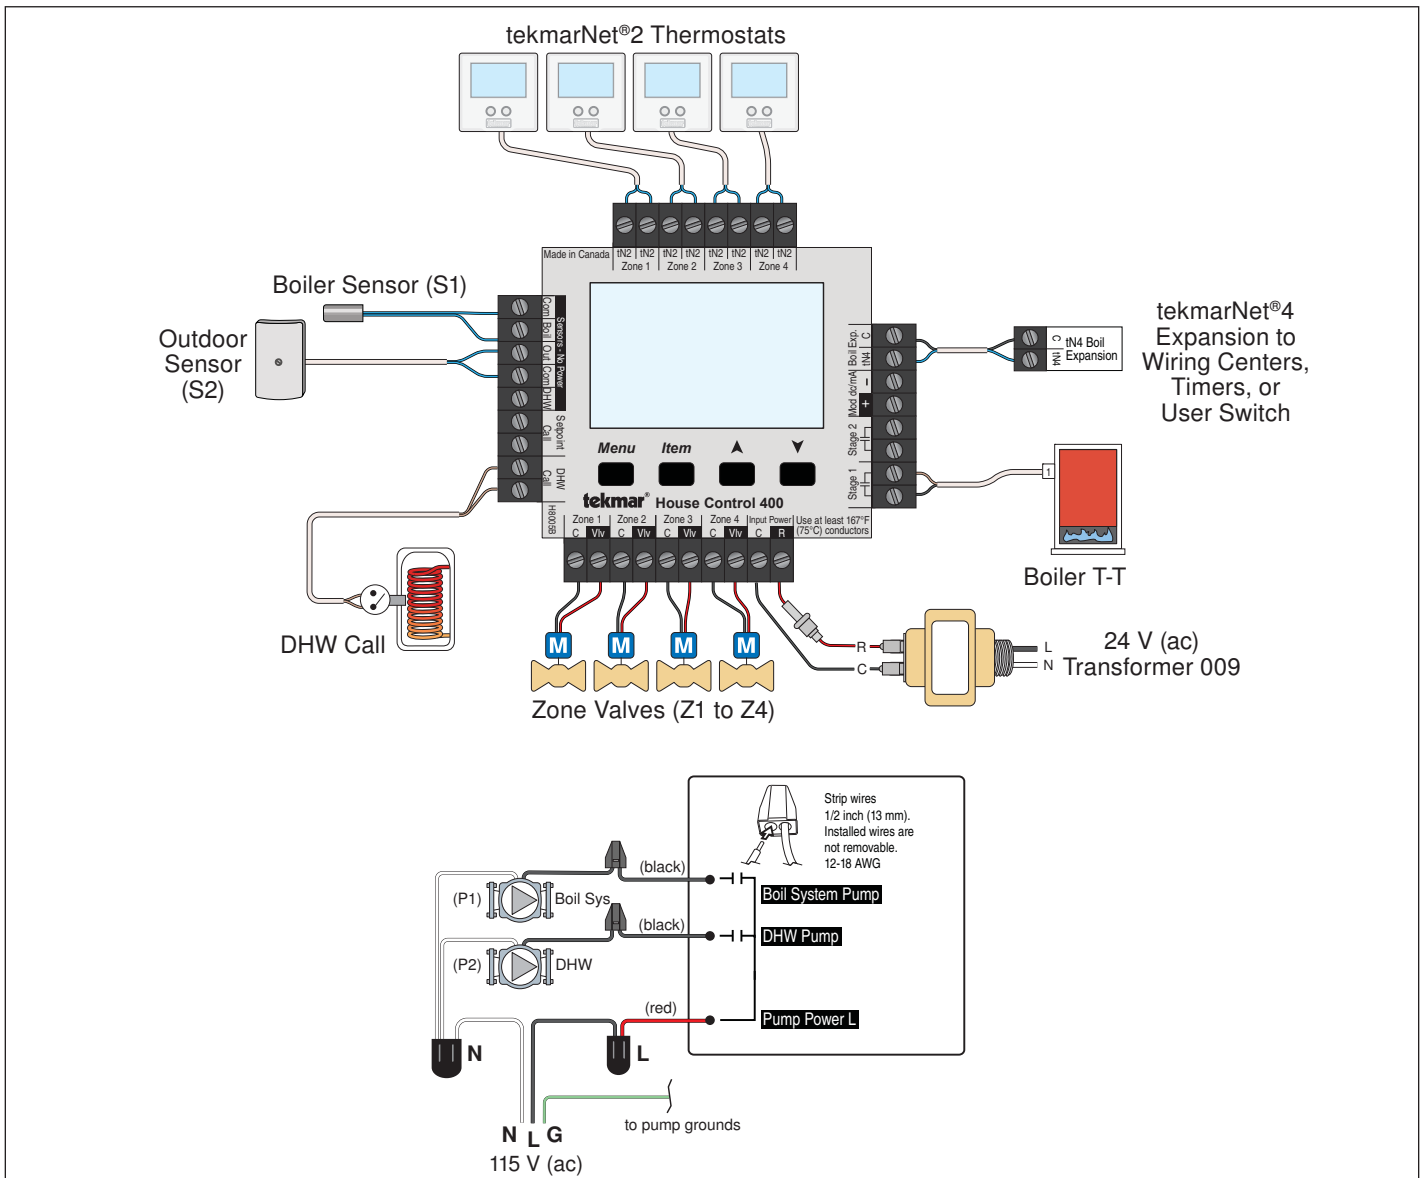 tekmarNet®2 Thermostats
Made in Canada
tN2 tN2 tN2 tN2 tN2 tN2 tN2 tN2
Zone 1 Zone 2 Zone 3 Zone 4
Boiler Sensor (S1)
Outdoor
Sensor
(S2)
Com
Boil
Out
Com
DHW
Sensors - No Power
Setpoint
Call
DHW
Call
H8005B
C
tN4
Boil Exp.
−
+
Mod dc/mA
Stage 2
Stage 1
C
tN4
tN4 Boil
Expansion
tekmarNet®4
Expansion to
Wiring Centers,
Timers, or
User Switch
Menu Item
tekmar® House Control 400
Zone 1 Zone 2 Zone 3 Zone 4 Input Power
C Vlv C Vlv C Vlv C Vlv C R
Use at least 167°F
(75°C) conductors
1
Boiler T-T
DHW Call
M M M M
Zone Valves (Z1 to Z4)
R
C
L
N
24 V (ac)
Transformer 009
Strip wires
1/2 inch (13 mm).
Installed wires are
not removable.
12-18 AWG
(black)
(P1)
Boil Sys
Boil System Pump
(black)
DHW Pump
(P2)
DHW
(red)
Pump Power L
N
L
to pump grounds
N L G
115 V (ac)